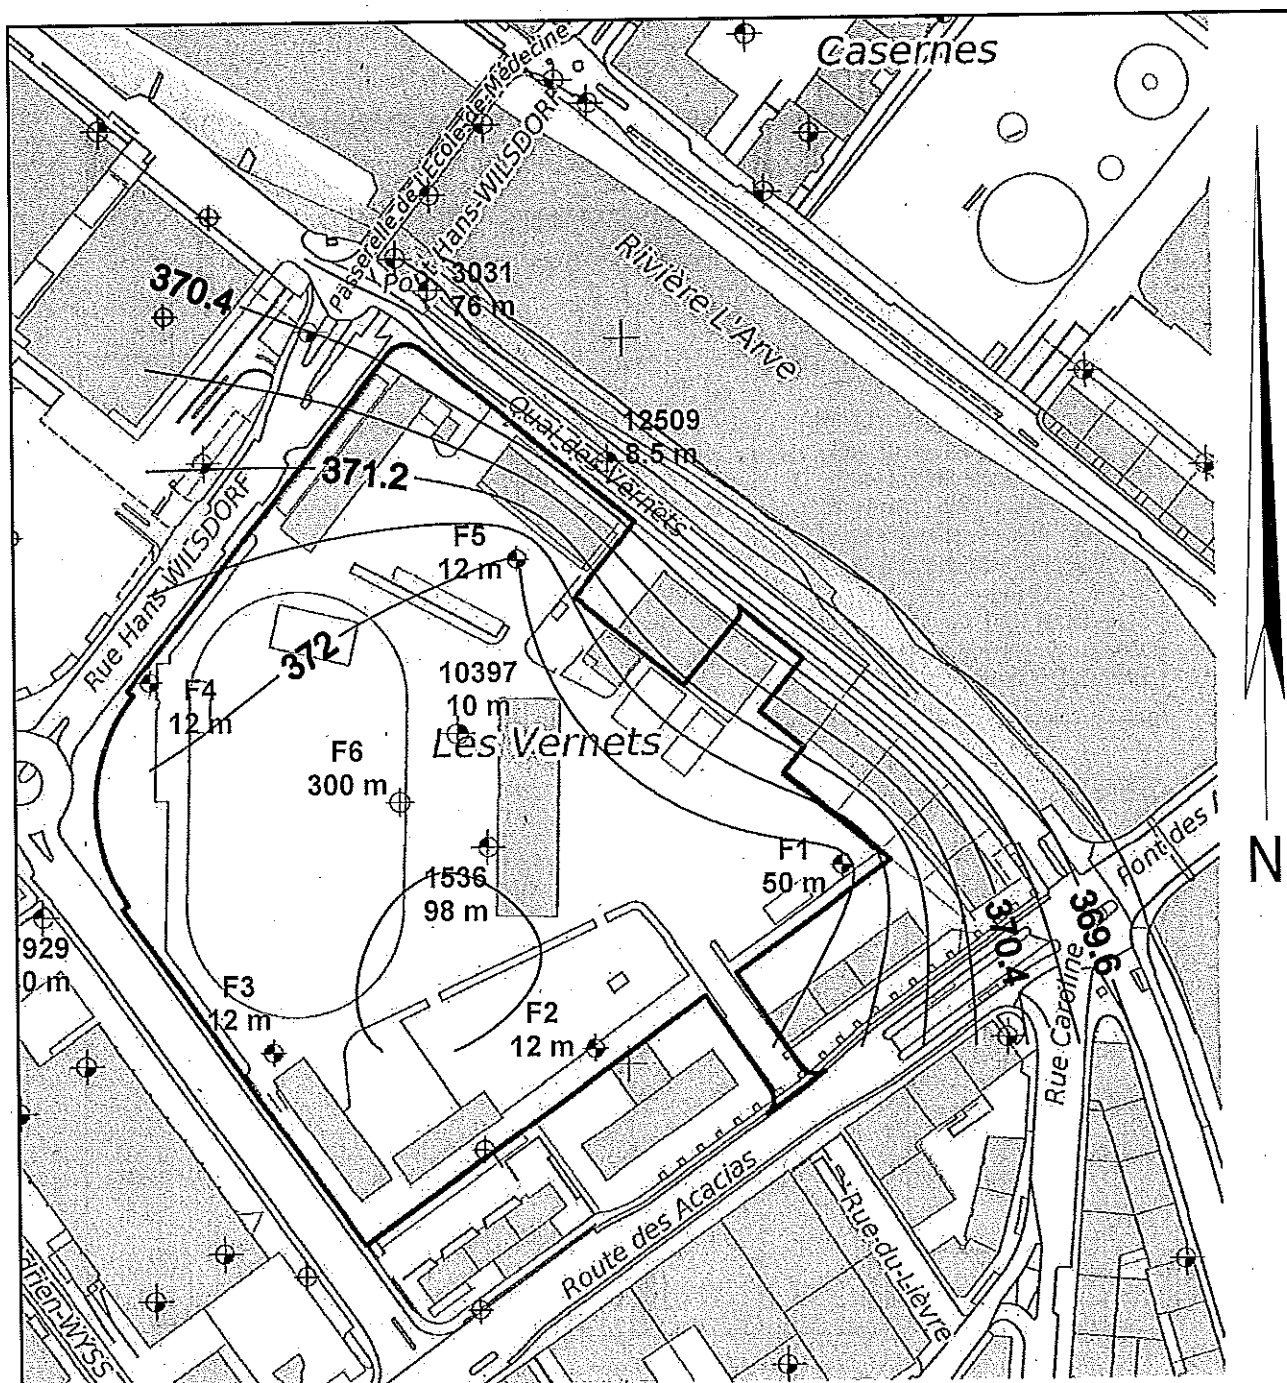 Casernes
Passerelle de l'Ecole-de-Médecine
Pont Hans-WILSDORF
3031
76 m
Rivière L'Arve
370.4
12509
8.5 m
Quai des Vernets
371.2
Rue Hans-WILSDORF
F5
12 m
372
F4
12 m
10397
10 m
Les Vernets
F6
300 m
F1
50 m
1536
98 m
Pont des
N
370.4
369.6
929
0 m
F3
12 m
F2
12 m
Rue Caroline
Route des Acacias
Rue-du-Lièvre
drien-WYSS